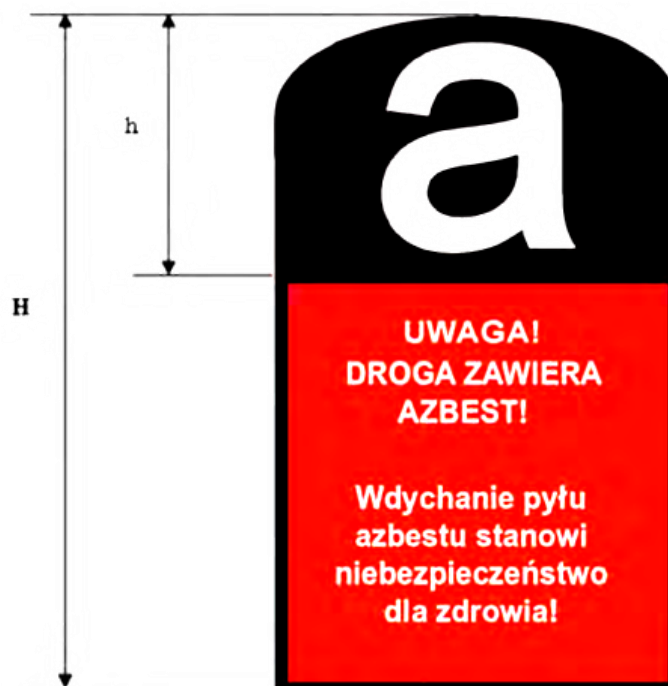 a
h
H
UWAGA!
DROGA ZAWIERA
AZBEST!
Wdychanie pyłu
azbestu stanowi
niebezpieczeństwo
dla zdrowia!